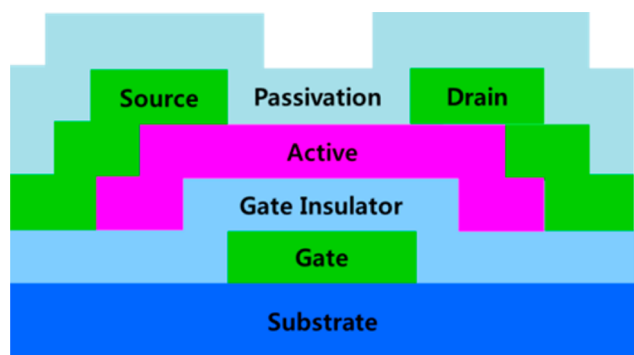 Source Passivation Drain
Active
Gate Insulator
Gate
Substrate